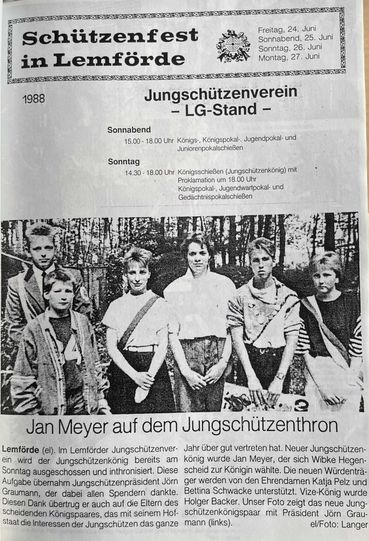 Schützenfest
in Lemförde
Freitag, 24. Juni
Sonnabend, 25. Juni
Sonntag, 26. Juni
Montag, 27. Juni
1988
Jungschützenverein
– LG-Stand –
Sonnabend
15.00 - 18.00 Uhr Königs-, Königspokal-, Jugendpokal- und
Juniorenpokalschießen
Sonntag
14.30 - 18.00 Uhr Königsschießen (Jungschützenkönig) mit
Proklamation um 18.00 Uhr
Königspokal-, Jugendwartpokal- und
Gedächtnispokalschießen
Jan Meyer auf dem Jungschützenthron
Lemförde (el). Im Lemförder Jungschützenver-
ein wird der Jungschützenkönig bereits am
Sonntag ausgeschossen und inthronisiert. Diese
Aufgabe übernahm Jungschützenpräsident Jörn
Graumann, der dabei allen Spendern dankte.
Diesen Dank übertrug er auch auf die Eltern des
scheidenden Königspaares, das mit seinem Hof-
staat die Interessen der Jungschützen das ganze
Jahr über gut vertreten hat. Neuer Jungschützen-
könig wurde Jan Meyer, der sich Wibke Hegen-
scheid zur Königin wählte. Die neuen Würdenträ-
ger werden von den Ehrendamen Katja Pelz und
Bettina Schwacke unterstützt. Vize-König wurde
Holger Backer. Unser Foto zeigt das neue Jung-
schützenkönigspaar mit Präsident Jörn Grau-
mann (links). el/Foto: Langer